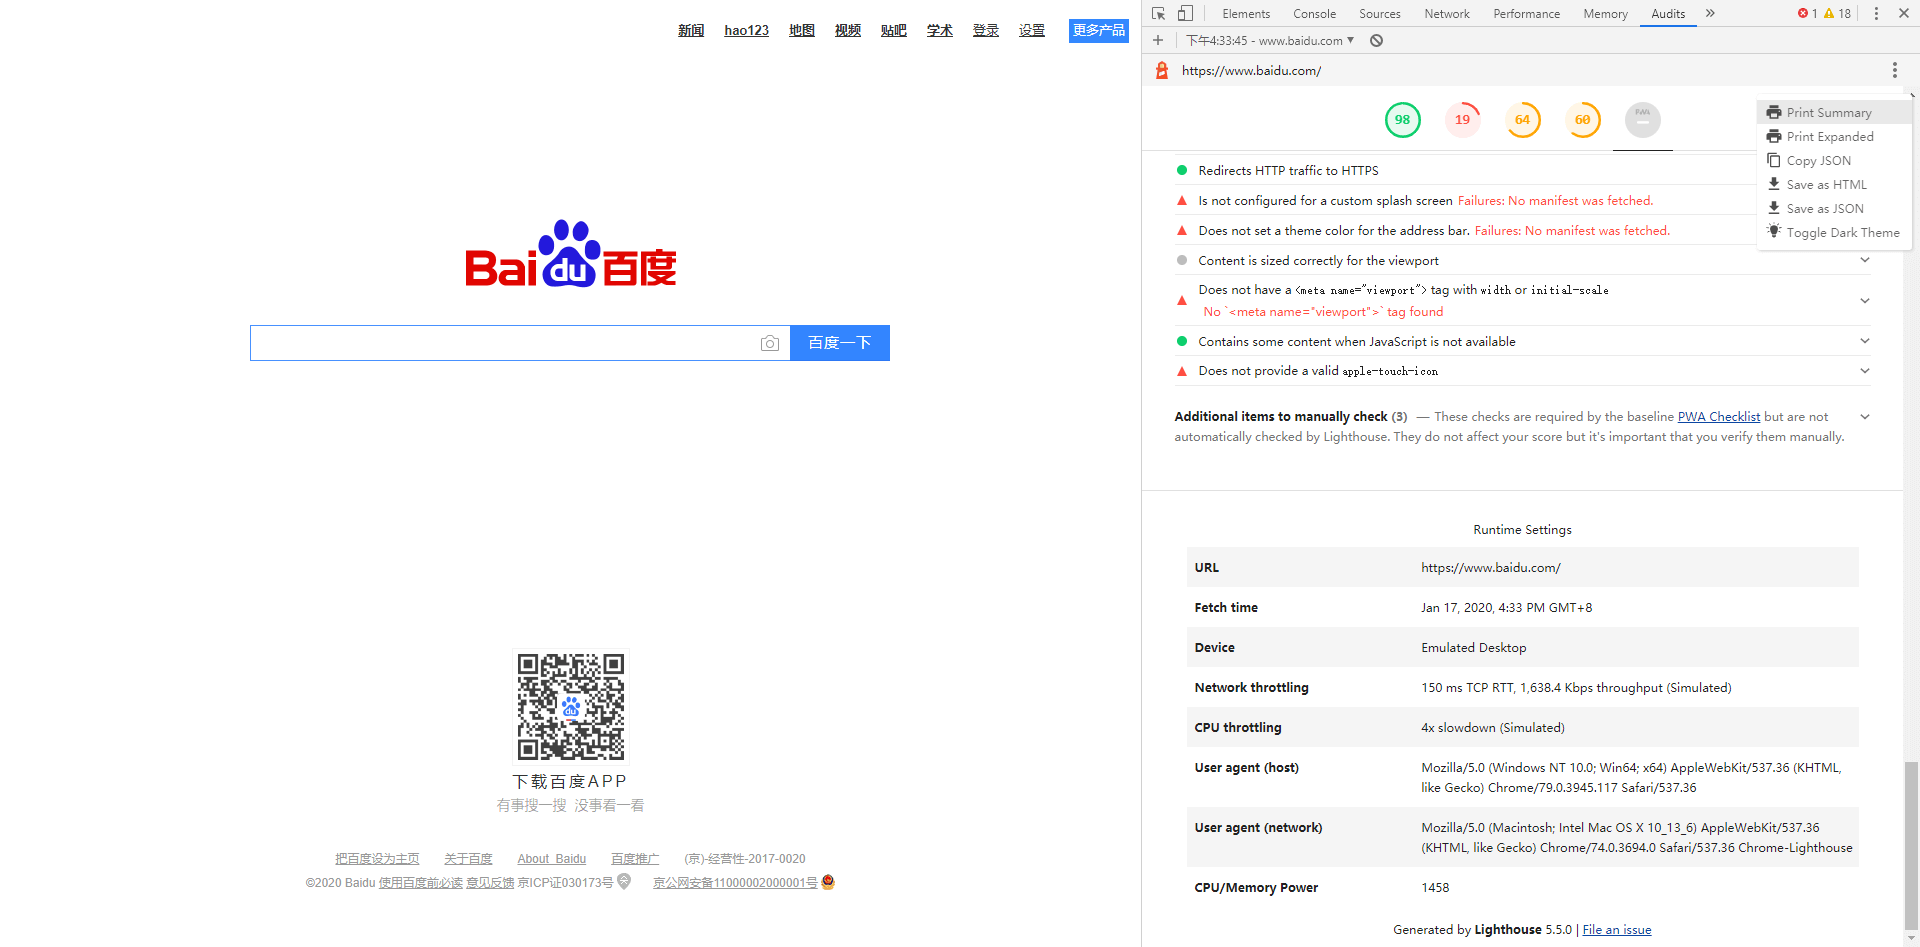 新闻 hao123 地图 视频 贴吧 学术 登录 设置 更多产品
Bai du 百度
百度一下
du
下载百度APP
有事搜一搜 没事看一看
把百度设为主页 关于百度 About Baidu 百度推广 (京)-经营性-2017-0020
©2020 Baidu 使用百度前必读 意见反馈 京ICP证030173号 京公网安备11000002000001号
Elements Console Sources Network Performance Memory Audits » 1 18
+ 下午4:33:45 - www.baidu.com
https://www.baidu.com/
98 19 64 60 PWA
Print Summary
Print Expanded
Copy JSON
Save as HTML
Save as JSON
Toggle Dark Theme
Redirects HTTP traffic to HTTPS
Is not configured for a custom splash screen Failures: No manifest was fetched.
Does not set a theme color for the address bar. Failures: No manifest was fetched.
Content is sized correctly for the viewport
Does not have a <meta name="viewport"> tag with width or initial-scale
No `<meta name="viewport">` tag found
Contains some content when JavaScript is not available
Does not provide a valid apple-touch-icon
Additional items to manually check (3) — These checks are required by the baseline PWA Checklist but are not
automatically checked by Lighthouse. They do not affect your score but it's important that you verify them manually.
Runtime Settings
URL https://www.baidu.com/
Fetch time Jan 17, 2020, 4:33 PM GMT+8
Device Emulated Desktop
Network throttling 150 ms TCP RTT, 1,638.4 Kbps throughput (Simulated)
CPU throttling 4x slowdown (Simulated)
User agent (host) Mozilla/5.0 (Windows NT 10.0; Win64; x64) AppleWebKit/537.36 (KHTML,
like Gecko) Chrome/79.0.3945.117 Safari/537.36
User agent (network) Mozilla/5.0 (Macintosh; Intel Mac OS X 10_13_6) AppleWebKit/537.36
(KHTML, like Gecko) Chrome/74.0.3694.0 Safari/537.36 Chrome-Lighthouse
CPU/Memory Power 1458
Generated by Lighthouse 5.5.0 | File an issue